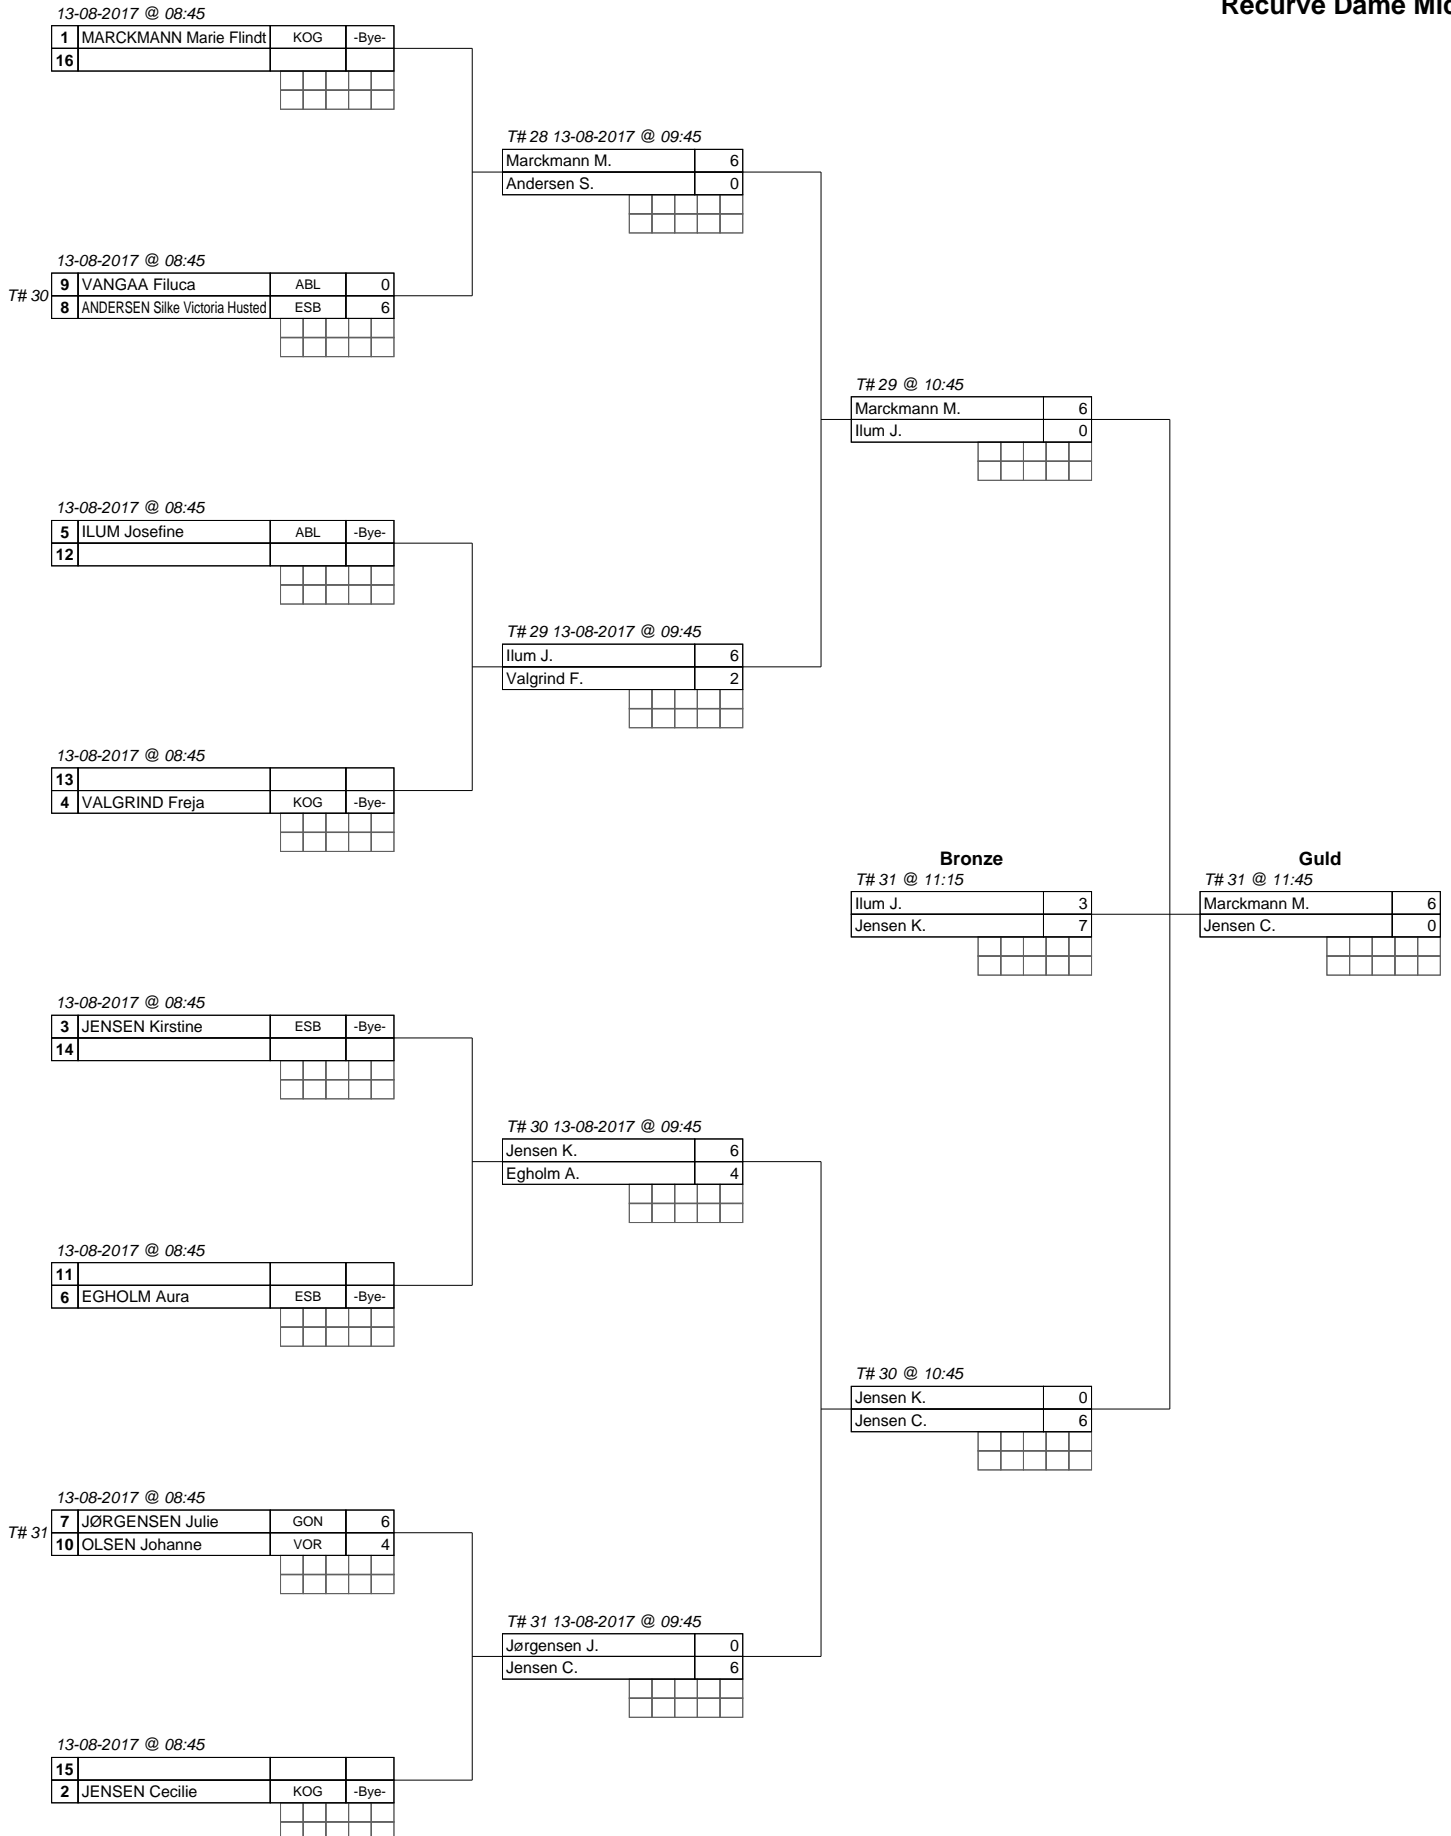 Recurve Dame
13-08-2017 @ 08:45
1 MARCKMANN Marie Flindt KOG -Bye-
16
T# 28 13-08-2017 @ 09:45
Marckmann M. 6
Andersen S. 0
13-08-2017 @ 08:45
T# 30
9 VANGAA Filuca ABL 0
8 ANDERSEN Silke Victoria Husted ESB 6
T# 29 @ 10:45
Marckmann M. 6
Ilum J. 0
13-08-2017 @ 08:45
5 ILUM Josefine ABL -Bye-
12
T# 29 13-08-2017 @ 09:45
Ilum J. 6
Valgrind F. 2
13-08-2017 @ 08:45
13
4 VALGRIND Freja KOG -Bye-
Bronze
T# 31 @ 11:15
Ilum J. 3
Jensen K. 7
Guld
T# 31 @ 11:45
Marckmann M. 6
Jensen C. 0
13-08-2017 @ 08:45
3 JENSEN Kirstine ESB -Bye-
14
T# 30 13-08-2017 @ 09:45
Jensen K. 6
Egholm A. 4
13-08-2017 @ 08:45
11
6 EGHOLM Aura ESB -Bye-
T# 30 @ 10:45
Jensen K. 0
Jensen C. 6
13-08-2017 @ 08:45
T# 31
7 JØRGENSEN Julie GON 6
10 OLSEN Johanne VOR 4
T# 31 13-08-2017 @ 09:45
Jørgensen J. 0
Jensen C. 6
13-08-2017 @ 08:45
15
2 JENSEN Cecilie KOG -Bye-